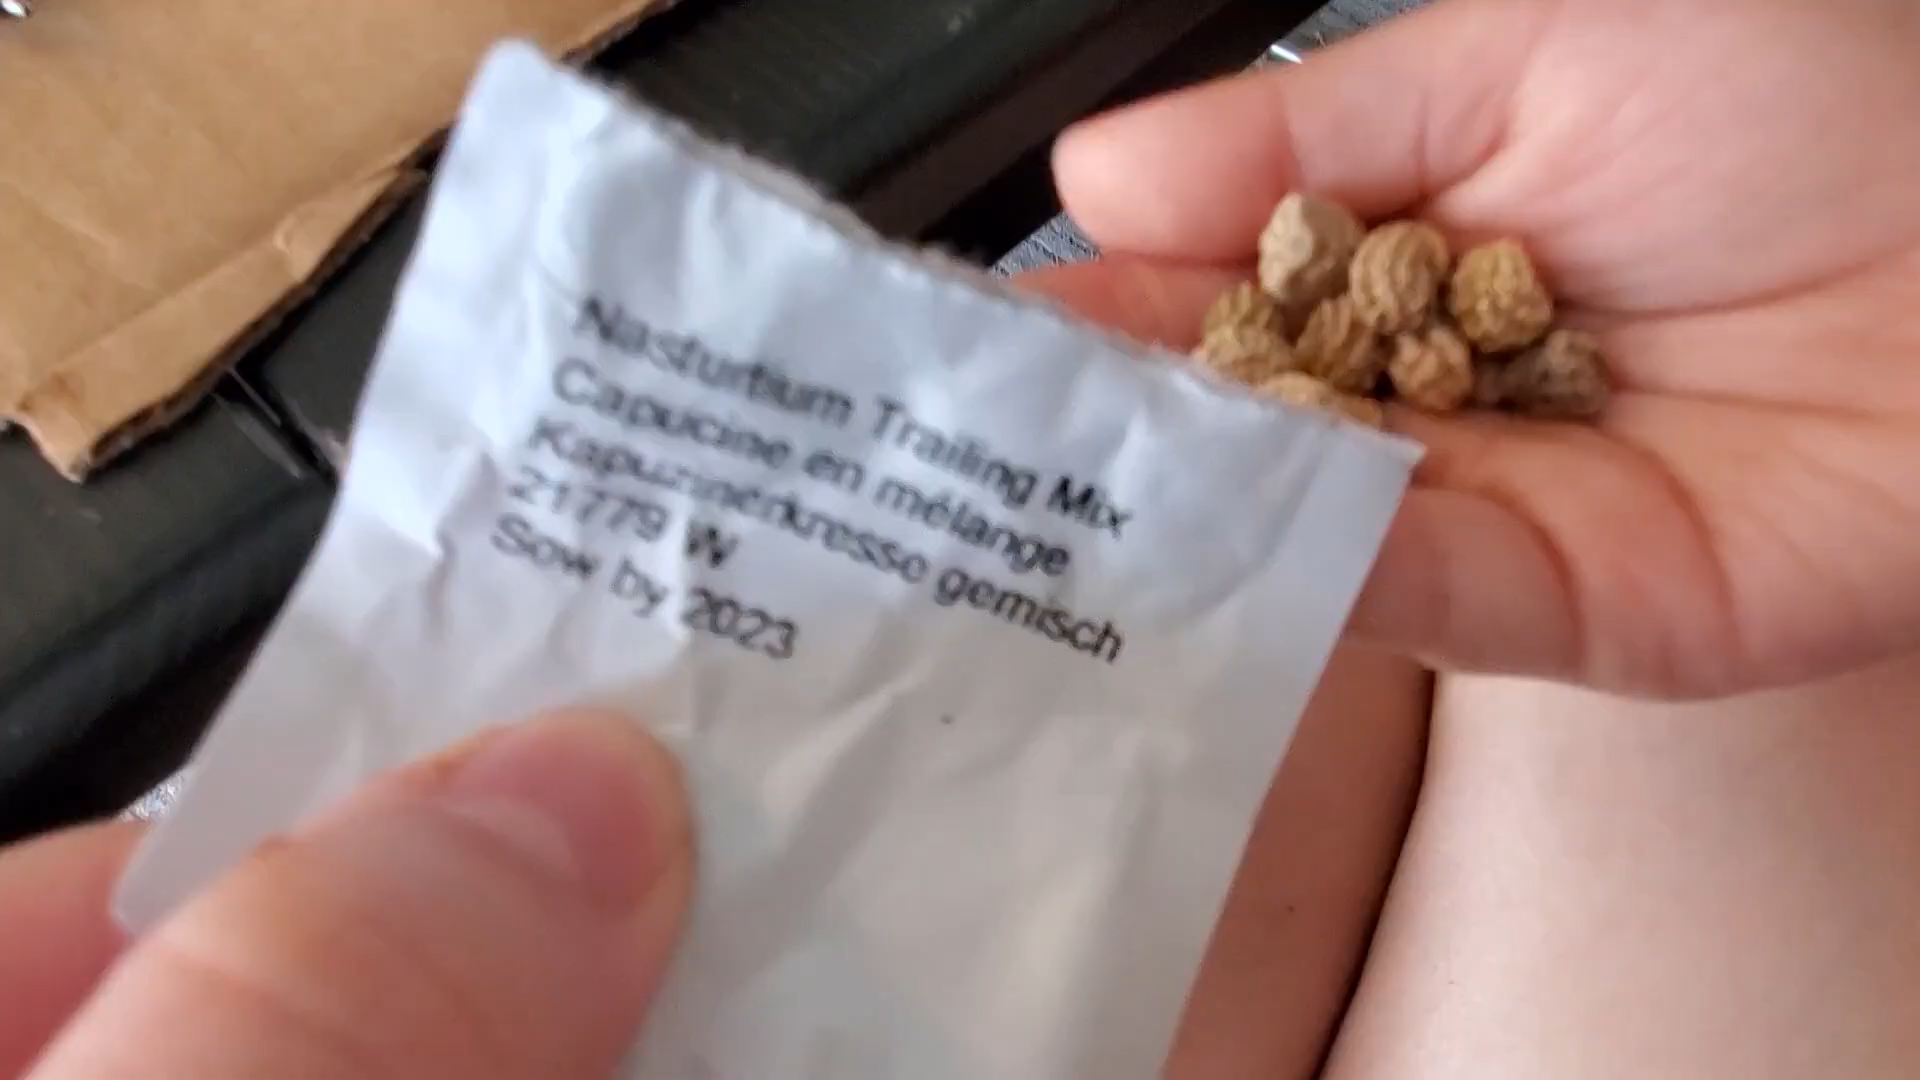 Nasturtium Trailing Mix
Capucine en mélange
Kapuzinerkresse gemisch
21779 W
Sow by 2023